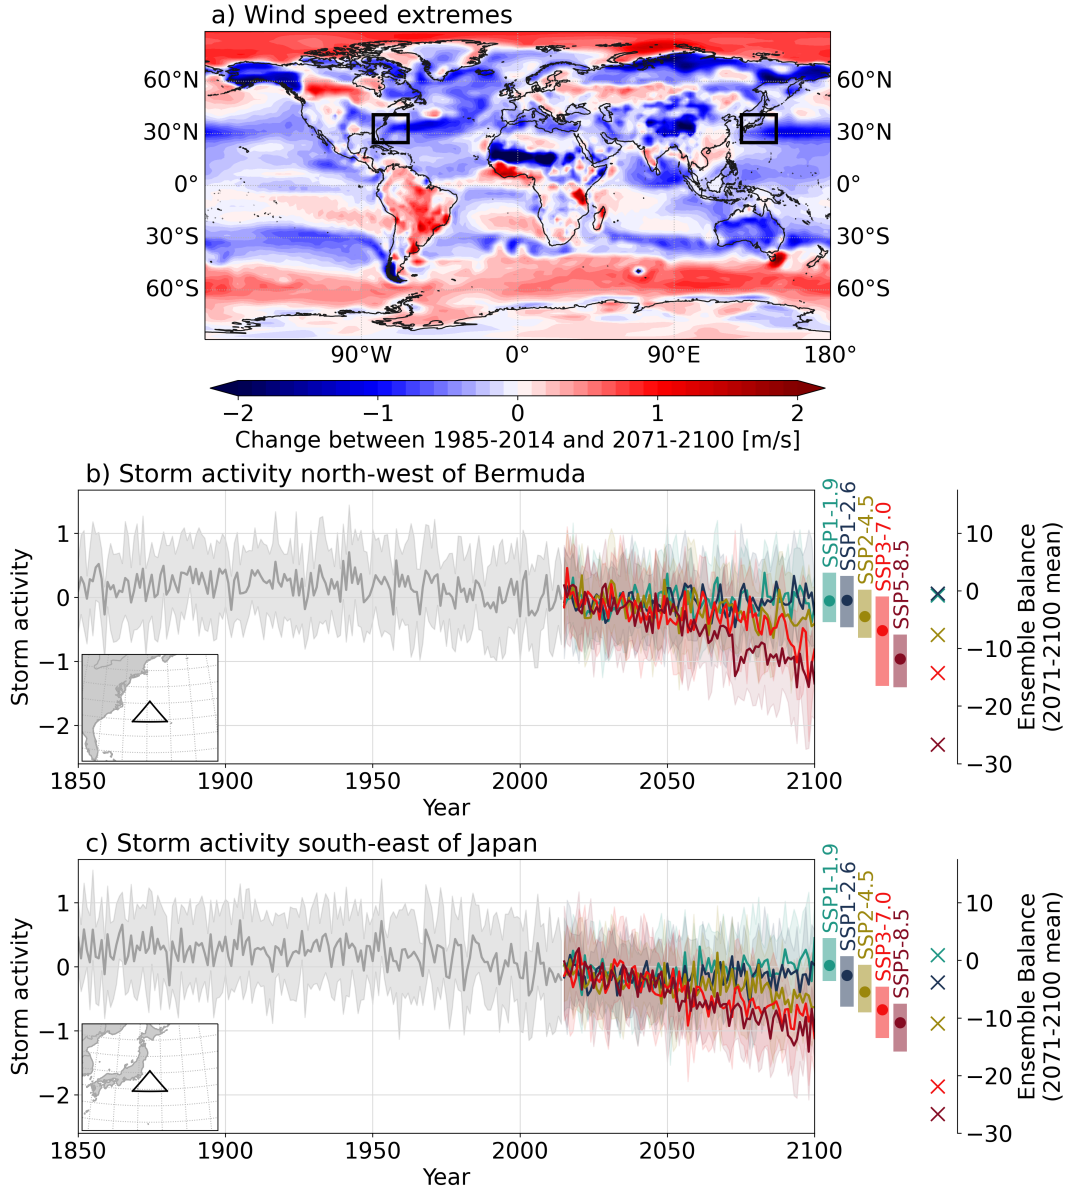 a) Wind speed extremes
60°N 60°N
30°N 30°N
0° 0°
30°S 30°S
60°S 60°S
90°W 0° 90°E 180°
−2 −1 0 1 2
Change between 1985-2014 and 2071-2100 [m/s]
b) Storm activity north-west of Bermuda
Storm activity
1
0
−1
−2
1850 1900 1950 2000 2050 2100
Year
SSP1-1.9
SSP1-2.6
SSP2-4.5
SSP3-7.0
SSP5-8.5
10
0
−10
−20
−30
Ensemble Balance
(2071-2100 mean)
c) Storm activity south-east of Japan
Storm activity
1
0
−1
−2
1850 1900 1950 2000 2050 2100
Year
SSP1-1.9
SSP1-2.6
SSP2-4.5
SSP3-7.0
SSP5-8.5
10
0
−10
−20
−30
Ensemble Balance
(2071-2100 mean)